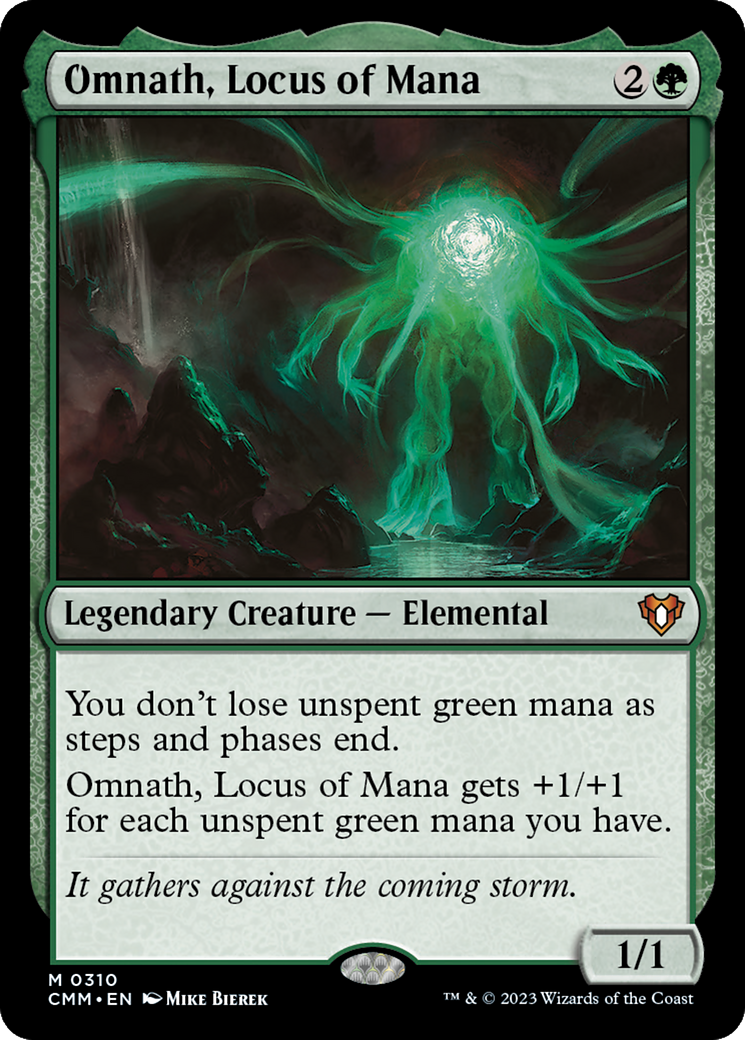 Omnath, Locus of Mana 2
Legendary Creature — Elemental
You don't lose unspent green mana as
steps and phases end.
Omnath, Locus of Mana gets +1/+1
for each unspent green mana you have.
It gathers against the coming storm.
1/1
M 0310
CMM • EN Mike Bierek
™ & © 2023 Wizards of the Coast